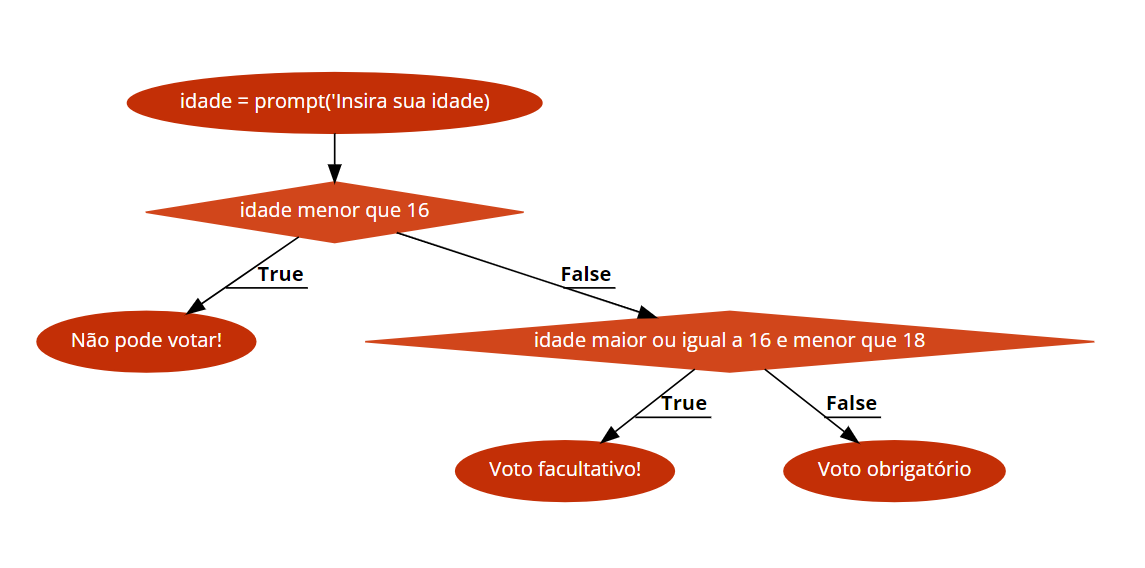 idade = prompt('Insira sua idade)
idade menor que 16
True
False
Não pode votar!
idade maior ou igual a 16 e menor que 18
True
False
Voto facultativo!
Voto obrigatório